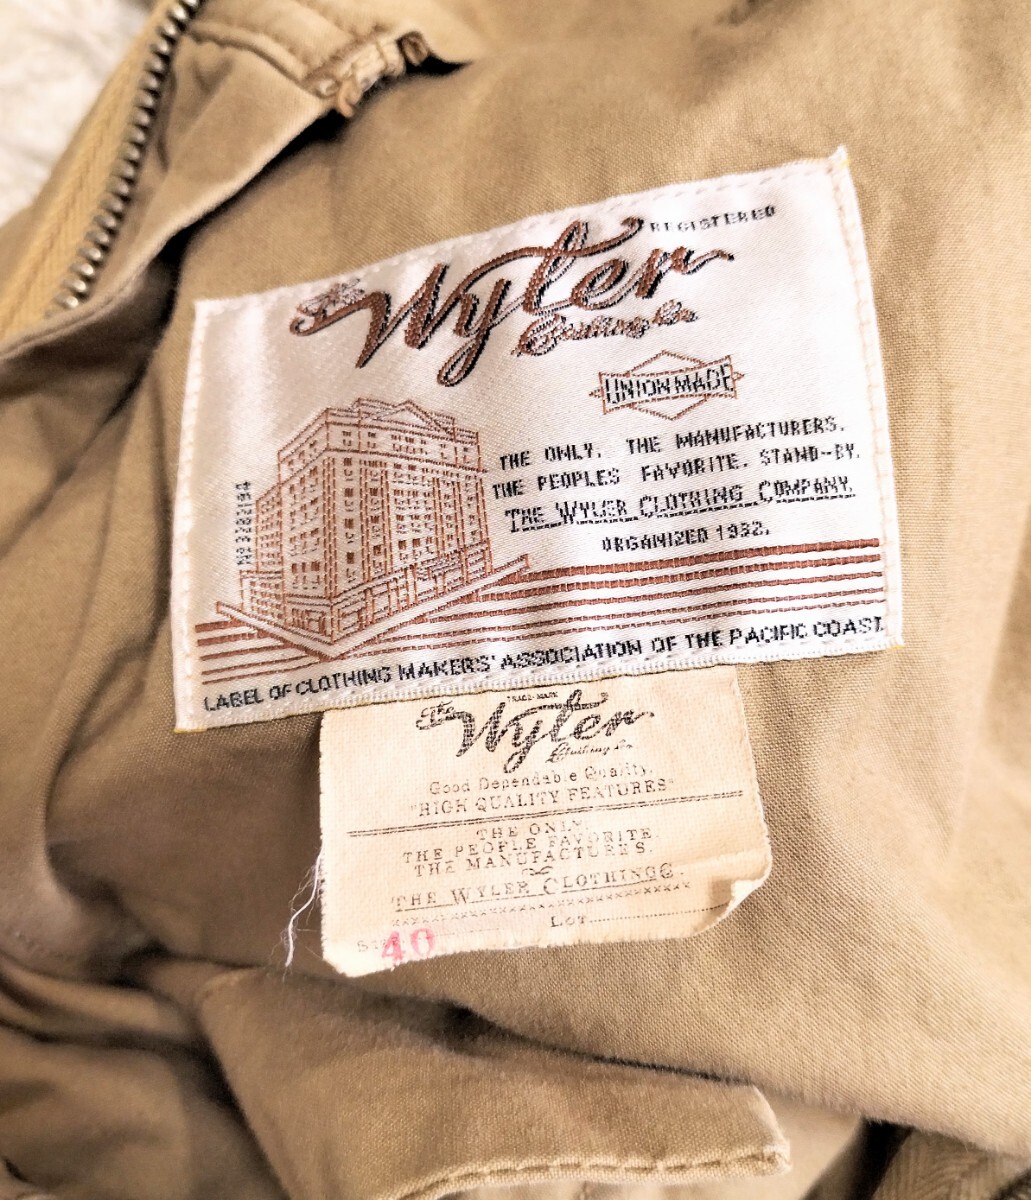 The Wyler
REGISTERED
Clothing Co.
UNION MADE
THE ONLY. THE MANUFACTURERS.
THE PEOPLES FAVORITE. STAND-BY.
THE WYLER CLOTHING COMPANY.
ORGANIZED 1932.
LABEL OF CLOTHING MAKERS' ASSOCIATION OF THE PACIFIC COAST
TRADE-MARK
The Wyler
Clothing Co.
Good Dependable Quality.
"HIGH QUALITY FEATURES"
THE ONLY.
THE PEOPLE FAVORITE.
THE MANUFACTURE'S.
THE WYLER CLOTHING C.
40
LOT